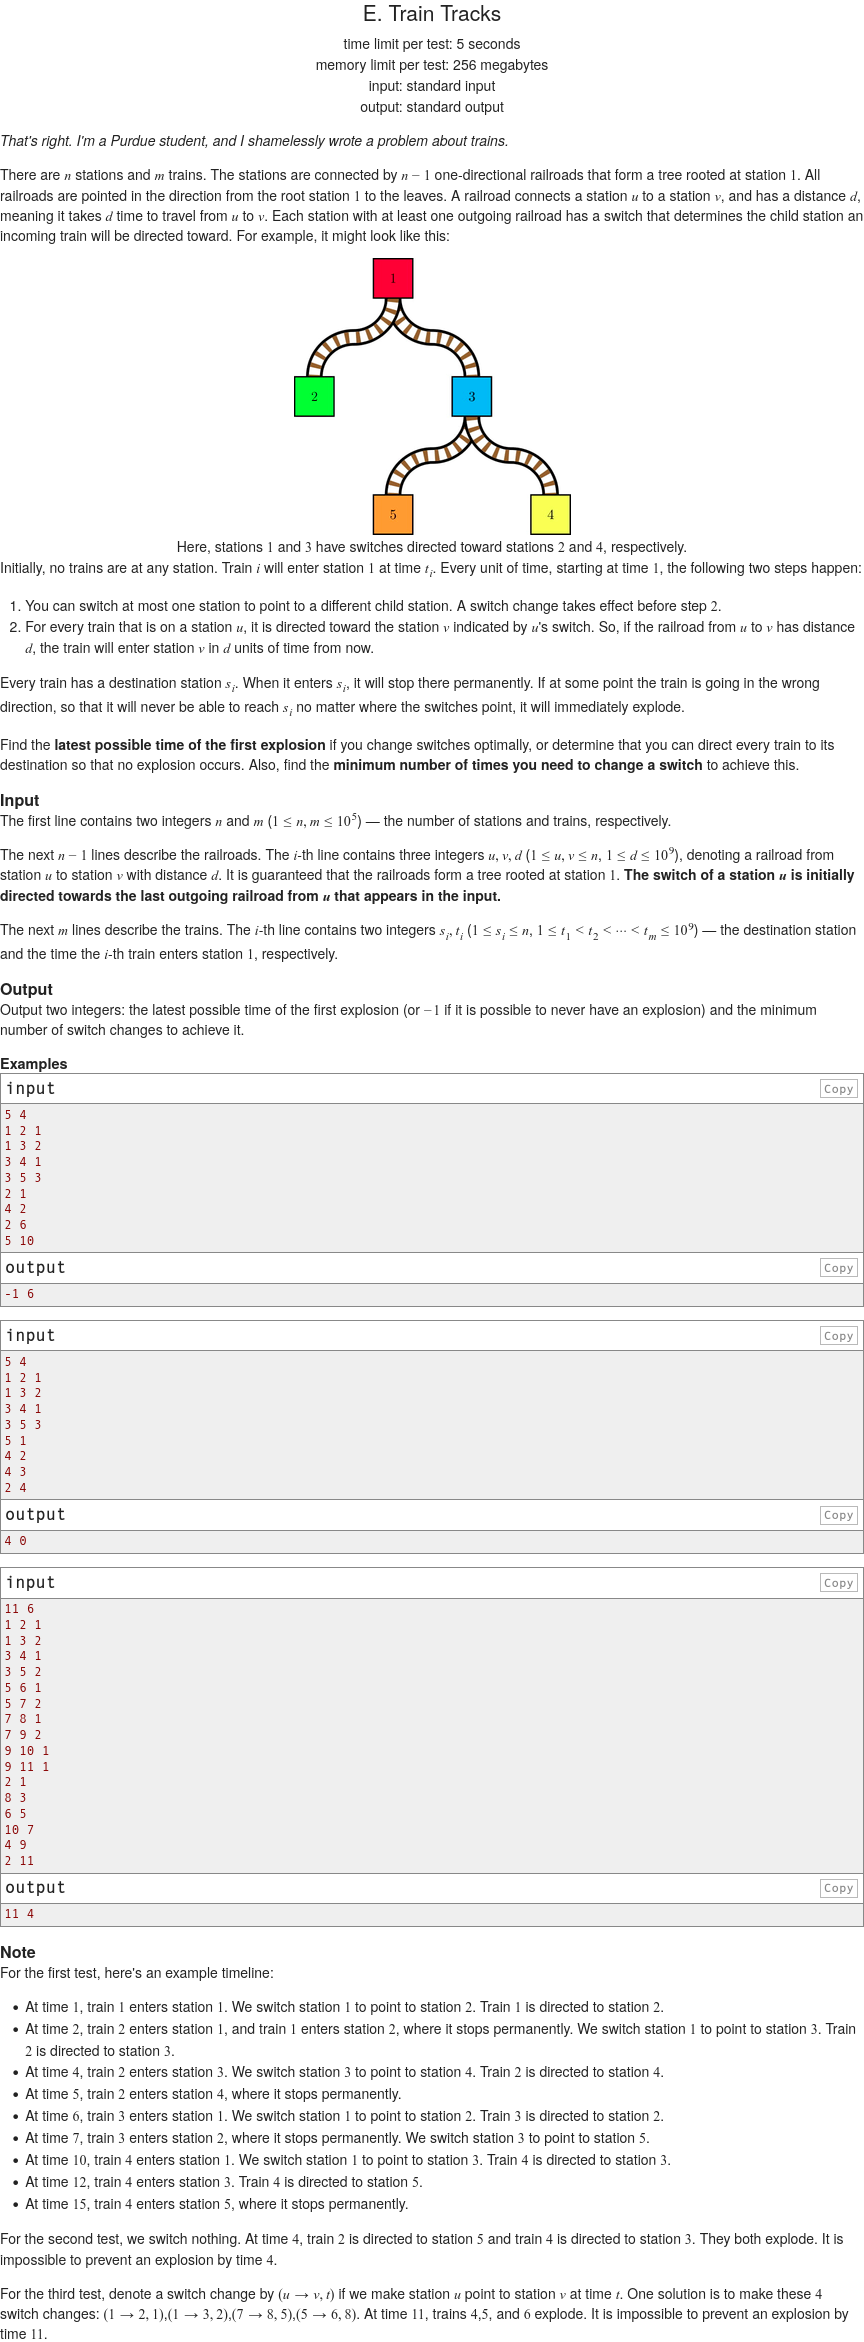 E. Train Tracks
time limit per test: 5 seconds
memory limit per test: 256 megabytes
input: standard input
output: standard output
That's right. I'm a Purdue student, and I shamelessly wrote a problem about trains.
There are n stations and m trains. The stations are connected by n − 1 one-directional railroads that form a tree rooted at station 1. All
railroads are pointed in the direction from the root station 1 to the leaves. A railroad connects a station u to a station v, and has a distance d,
meaning it takes d time to travel from u to v. Each station with at least one outgoing railroad has a switch that determines the child station an
incoming train will be directed toward. For example, it might look like this:
1
2
3
5
4
Here, stations 1 and 3 have switches directed toward stations 2 and 4, respectively.
Initially, no trains are at any station. Train i will enter station 1 at time t_i. Every unit of time, starting at time 1, the following two steps happen:
1. You can switch at most one station to point to a different child station. A switch change takes effect before step 2.
2. For every train that is on a station u, it is directed toward the station v indicated by u's switch. So, if the railroad from u to v has distance
d, the train will enter station v in d units of time from now.
Every train has a destination station s_i. When it enters s_i, it will stop there permanently. If at some point the train is going in the wrong
direction, so that it will never be able to reach s_i no matter where the switches point, it will immediately explode.
Find the latest possible time of the first explosion if you change switches optimally, or determine that you can direct every train to its
destination so that no explosion occurs. Also, find the minimum number of times you need to change a switch to achieve this.
Input
The first line contains two integers n and m (1 ≤ n, m ≤ 10^5) — the number of stations and trains, respectively.
The next n − 1 lines describe the railroads. The i-th line contains three integers u, v, d (1 ≤ u, v ≤ n, 1 ≤ d ≤ 10^9), denoting a railroad from
station u to station v with distance d. It is guaranteed that the railroads form a tree rooted at station 1. The switch of a station u is initially
directed towards the last outgoing railroad from u that appears in the input.
The next m lines describe the trains. The i-th line contains two integers s_i, t_i (1 ≤ s_i ≤ n, 1 ≤ t_1 < t_2 < ··· < t_m ≤ 10^9) — the destination station
and the time the i-th train enters station 1, respectively.
Output
Output two integers: the latest possible time of the first explosion (or −1 if it is possible to never have an explosion) and the minimum
number of switch changes to achieve it.
Examples
input
Copy
5 4
1 2 1
1 3 2
3 4 1
3 5 3
2 1
4 2
2 6
5 10
output
Copy
-1 6
input
Copy
5 4
1 2 1
1 3 2
3 4 1
3 5 3
5 1
4 2
4 3
2 4
output
Copy
4 0
input
Copy
11 6
1 2 1
1 3 2
3 4 1
3 5 2
5 6 1
5 7 2
7 8 1
7 9 2
9 10 1
9 11 1
2 1
8 3
6 5
10 7
4 9
2 11
output
Copy
11 4
Note
For the first test, here's an example timeline:
• At time 1, train 1 enters station 1. We switch station 1 to point to station 2. Train 1 is directed to station 2.
• At time 2, train 2 enters station 1, and train 1 enters station 2, where it stops permanently. We switch station 1 to point to station 3. Train
2 is directed to station 3.
• At time 4, train 2 enters station 3. We switch station 3 to point to station 4. Train 2 is directed to station 4.
• At time 5, train 2 enters station 4, where it stops permanently.
• At time 6, train 3 enters station 1. We switch station 1 to point to station 2. Train 3 is directed to station 2.
• At time 7, train 3 enters station 2, where it stops permanently. We switch station 3 to point to station 5.
• At time 10, train 4 enters station 1. We switch station 1 to point to station 3. Train 4 is directed to station 3.
• At time 12, train 4 enters station 3. Train 4 is directed to station 5.
• At time 15, train 4 enters station 5, where it stops permanently.
For the second test, we switch nothing. At time 4, train 2 is directed to station 5 and train 4 is directed to station 3. They both explode. It is
impossible to prevent an explosion by time 4.
For the third test, denote a switch change by (u → v, t) if we make station u point to station v at time t. One solution is to make these 4
switch changes: (1 → 2, 1),(1 → 3, 2),(7 → 8, 5),(5 → 6, 8). At time 11, trains 4,5, and 6 explode. It is impossible to prevent an explosion by
time 11.